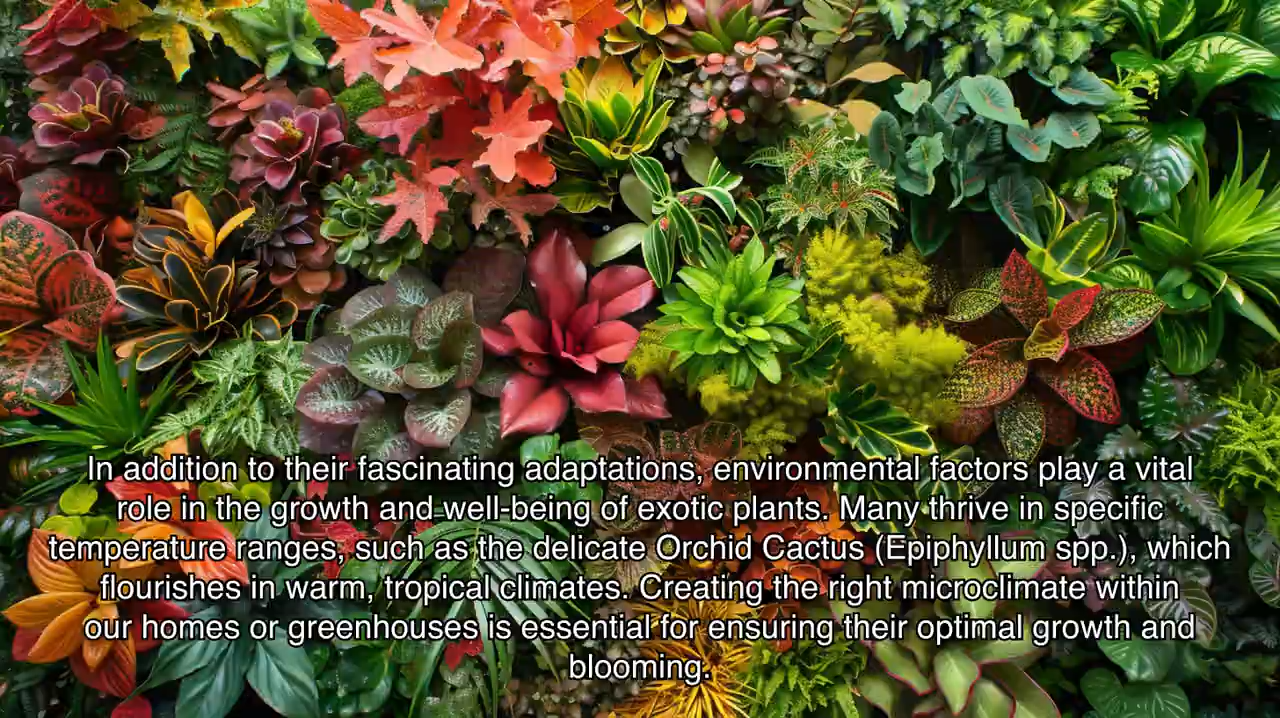 In addition to their fascinating adaptations, environmental factors play a vital
role in the growth and well-being of exotic plants. Many thrive in specific
temperature ranges, such as the delicate Orchid Cactus (Epiphyllum spp.), which
flourishes in warm, tropical climates. Creating the right microclimate within
our homes or greenhouses is essential for ensuring their optimal growth and
blooming.